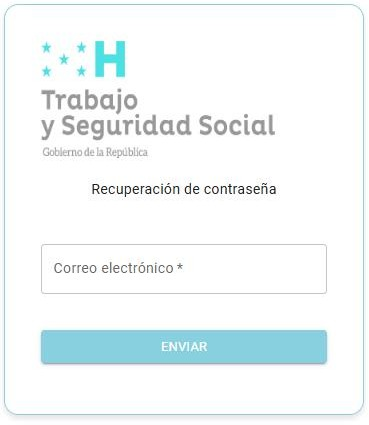 H
Trabajo
y Seguridad Social
Gobierno de la República
Recuperación de contraseña
Correo electrónico *
ENVIAR